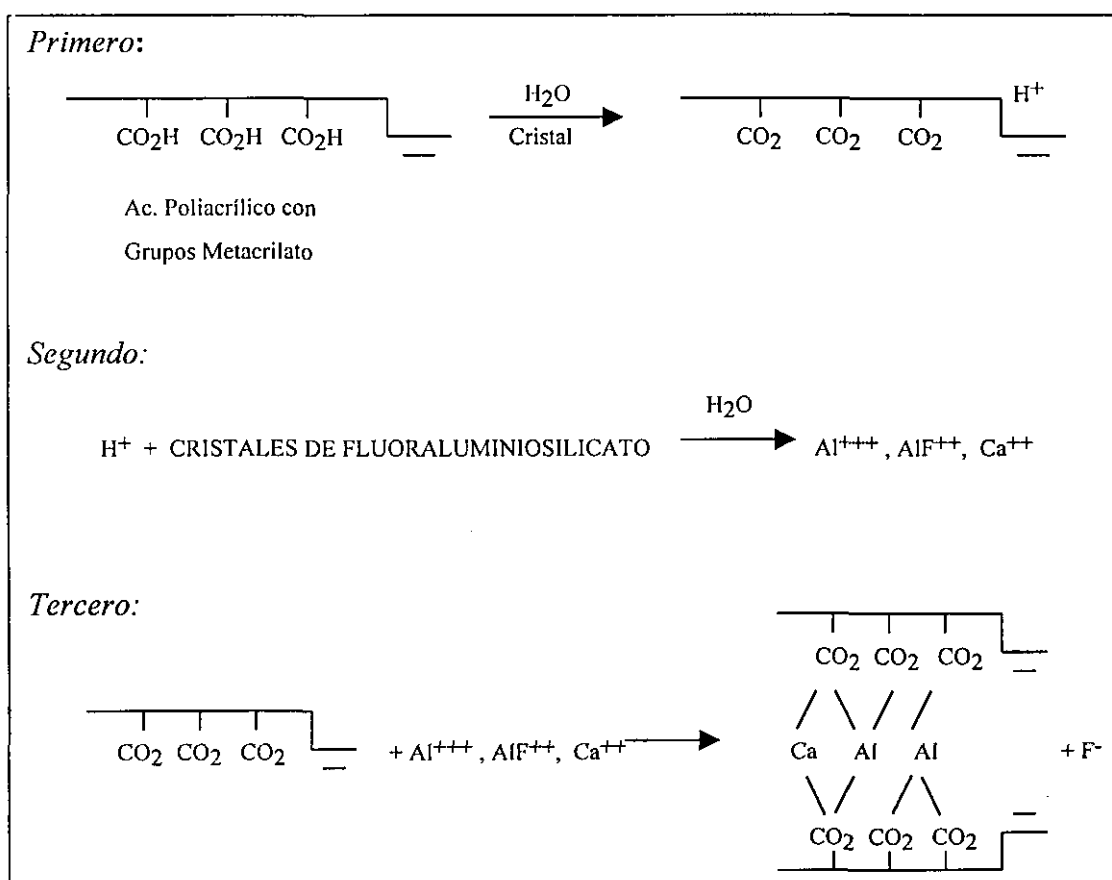 Primero:
H₂O
H⁺
CO₂H CO₂H CO₂H
Cristal
CO₂ CO₂ CO₂
Ac. Poliacrílico con
Grupos Metacrilato
Segundo:
H₂O
H⁺ + CRISTALES DE FLUORALUMINIOSILICATO
Al⁺⁺⁺ , AlF⁺⁺, Ca⁺⁺
Tercero:
CO₂ CO₂ CO₂
CO₂ CO₂ CO₂ + Al⁺⁺⁺ , AlF⁺⁺, Ca⁺⁺
Ca Al Al + F⁻
CO₂ CO₂ CO₂